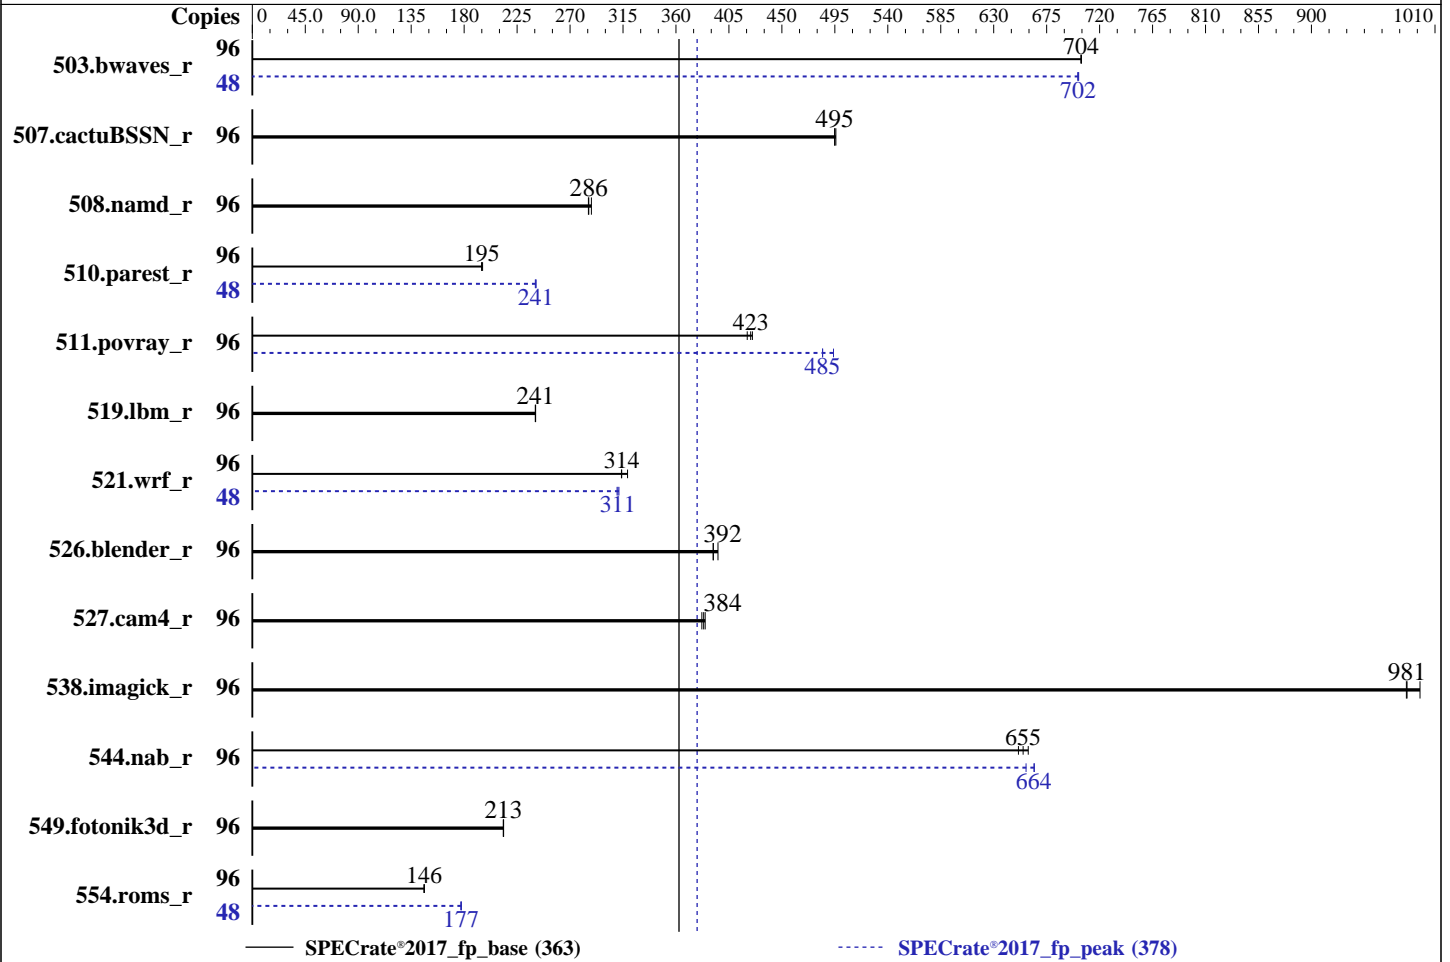 Copies 0 45.0 90.0 135 180 225 270 315 360 405 450 495 540 585 630 675 720 765 810 855 900 1010
503.bwaves_r 96 704
48 702
507.cactuBSSN_r 96 495
508.namd_r 96 286
510.parest_r 96 195
48 241
511.povray_r 96 423
485
519.lbm_r 96 241
521.wrf_r 96 314
48 311
526.blender_r 96 392
527.cam4_r 96 384
538.imagick_r 96 981
544.nab_r 96 655
664
549.fotonik3d_r 96 213
554.roms_r 96 146
48 177
SPECrate®2017_fp_base (363) SPECrate®2017_fp_peak (378)